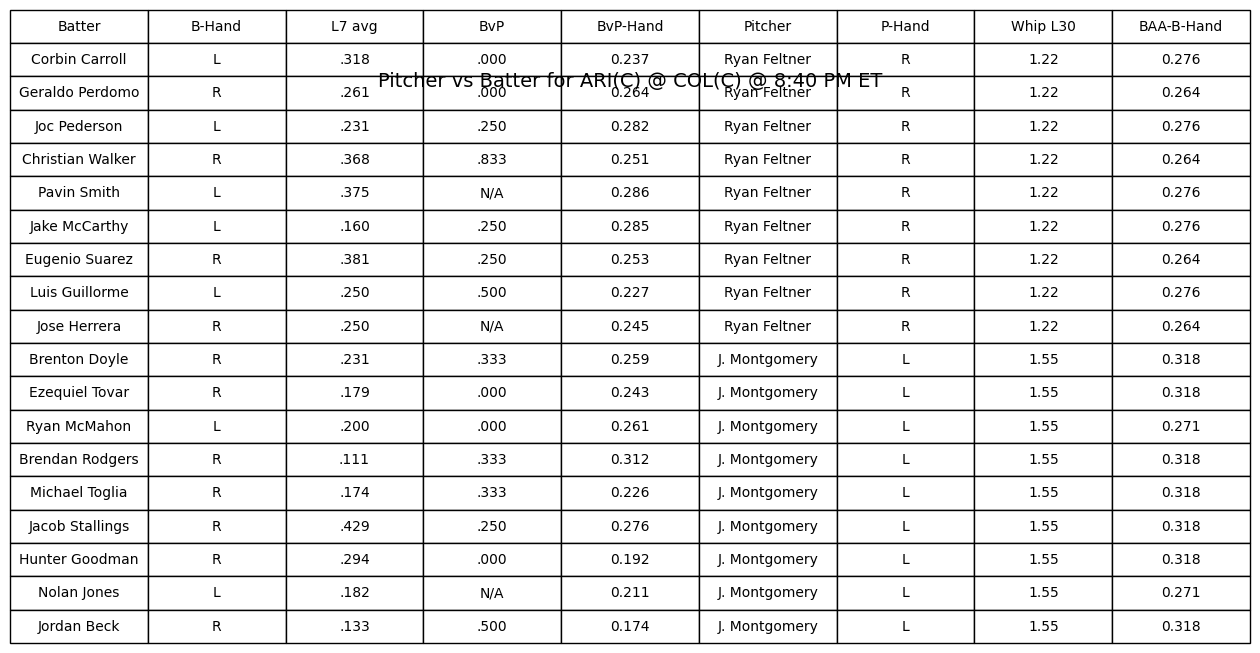 Batter B-Hand L7 avg BvP BvP-Hand Pitcher P-Hand Whip L30 BAA-B-Hand
Corbin Carroll L .318 .000 0.237 Ryan Feltner R 1.22 0.276
Pitcher vs Batter for ARI(C) @ COL(C) @ 8:40 PM ET
Geraldo Perdomo R .261 .000 0.264 Ryan Feltner R 1.22 0.264
Joc Pederson L .231 .250 0.282 Ryan Feltner R 1.22 0.276
Christian Walker R .368 .833 0.251 Ryan Feltner R 1.22 0.264
Pavin Smith L .375 N/A 0.286 Ryan Feltner R 1.22 0.276
Jake McCarthy L .160 .250 0.285 Ryan Feltner R 1.22 0.276
Eugenio Suarez R .381 .250 0.253 Ryan Feltner R 1.22 0.264
Luis Guillorme L .250 .500 0.227 Ryan Feltner R 1.22 0.276
Jose Herrera R .250 N/A 0.245 Ryan Feltner R 1.22 0.264
Brenton Doyle R .231 .333 0.259 J. Montgomery L 1.55 0.318
Ezequiel Tovar R .179 .000 0.243 J. Montgomery L 1.55 0.318
Ryan McMahon L .200 .000 0.261 J. Montgomery L 1.55 0.271
Brendan Rodgers R .111 .333 0.312 J. Montgomery L 1.55 0.318
Michael Toglia R .174 .333 0.226 J. Montgomery L 1.55 0.318
Jacob Stallings R .429 .250 0.276 J. Montgomery L 1.55 0.318
Hunter Goodman R .294 .000 0.192 J. Montgomery L 1.55 0.318
Nolan Jones L .182 N/A 0.211 J. Montgomery L 1.55 0.271
Jordan Beck R .133 .500 0.174 J. Montgomery L 1.55 0.318